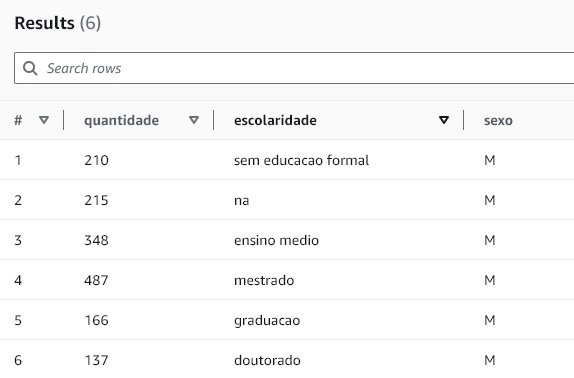 Results (6)
Search rows
# quantidade escolaridade sexo
1 210 sem educacao formal M
2 215 na M
3 348 ensino medio M
4 487 mestrado M
5 166 graduacao M
6 137 doutorado M